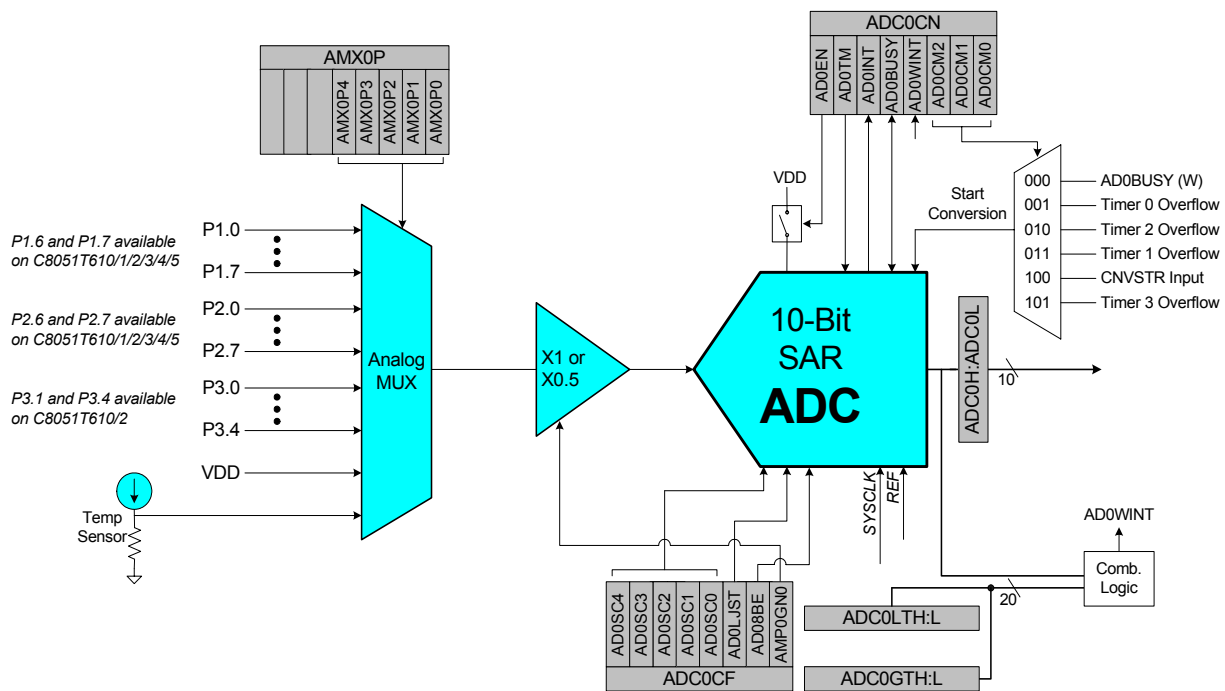 AMX0P
AMX0P4
AMX0P3
AMX0P2
AMX0P1
AMX0P0
ADC0CN
AD0EN
AD0TM
AD0INT
AD0BUSY
AD0WINT
AD0CM2
AD0CM1
AD0CM0
VDD
Start
Conversion
000
001
010
011
100
101
AD0BUSY (W)
Timer 0 Overflow
Timer 2 Overflow
Timer 1 Overflow
CNVSTR Input
Timer 3 Overflow
P1.6 and P1.7 available
on C8051T610/1/2/3/4/5
P2.6 and P2.7 available
on C8051T610/1/2/3/4/5
P3.1 and P3.4 available
on C8051T610/2
P1.0
P1.7
P2.0
P2.7
P3.0
P3.4
VDD
Temp
Sensor
Analog
MUX
X1 or
X0.5
10-Bit
SAR
ADC
ADC0H:ADC0L
10
SYSCLK
REF
AD0SC4
AD0SC3
AD0SC2
AD0SC1
AD0SC0
AD0LJST
AD08BE
AMP0GN0
ADC0CF
AD0WINT
Comb.
Logic
20
ADC0LTH:L
ADC0GTH:L